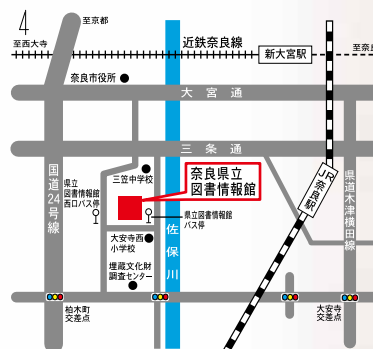 4
至京都
至西大寺
近鉄奈良線
新大宮駅
至奈良
奈良市役所
大宮通
三条通
三笠中学校
奈良県立
図書情報館
県立
図書情報館
西口バス停
県立図書情報館
バス停
国道24号線
佐保川
JR奈良駅
県道木津横田線
大安寺西
小学校
埋蔵文化財
調査センター
柏木町
交差点
大安寺
交差点